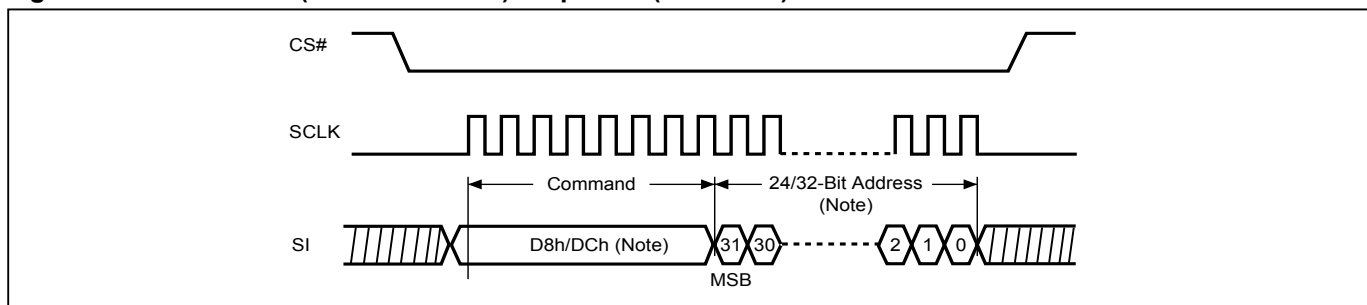 CS#
SCLK
Command
24/32-Bit Address
(Note)
SI
D8h/DCh (Note)
31
30
2
1
0
MSB